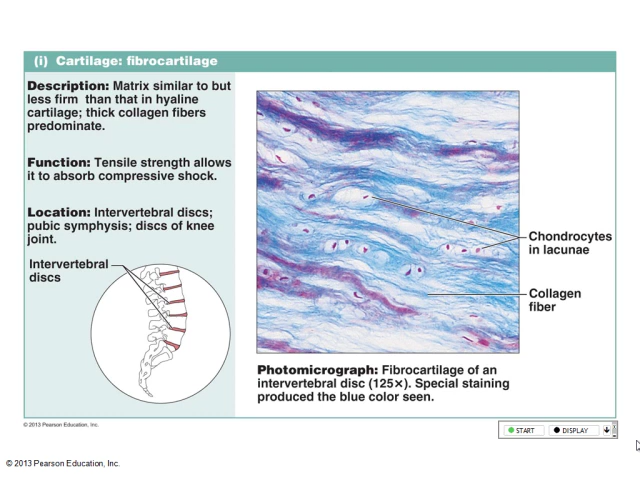 (i) Cartilage: fibrocartilage
Description: Matrix similar to but
less firm than that in hyaline
cartilage; thick collagen fibers
predominate.
Function: Tensile strength allows
it to absorb compressive shock.
Location: Intervertebral discs;
pubic symphysis; discs of knee
joint.
Intervertebral
discs
Chondrocytes
in lacunae
Collagen
fiber
Photomicrograph: Fibrocartilage of an
intervertebral disc (125×). Special staining
produced the blue color seen.
© 2013 Pearson Education, Inc.
START
DISPLAY
© 2013 Pearson Education, Inc.